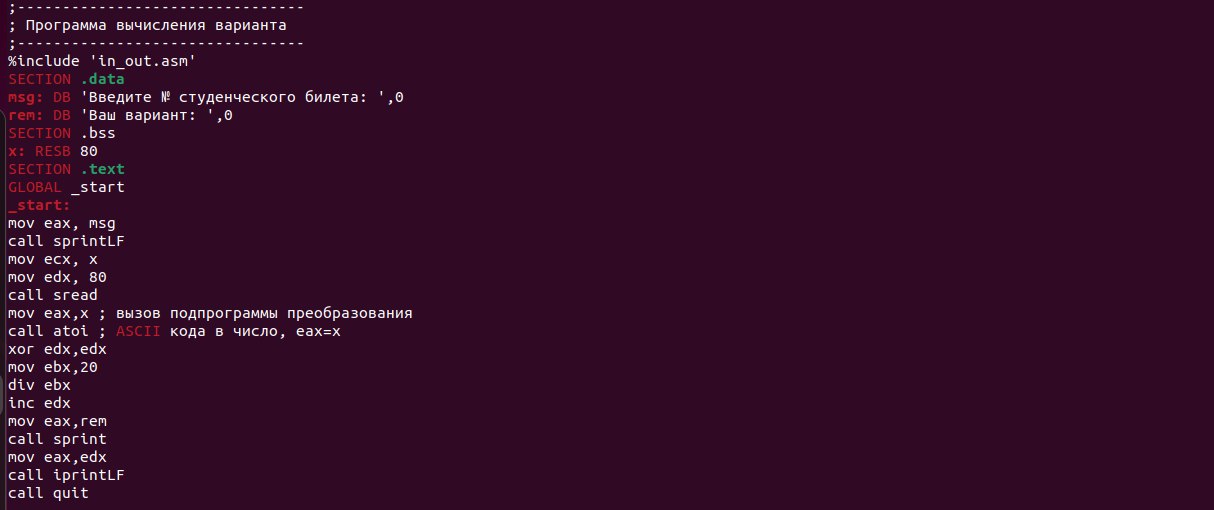 ;--------------------------------
; Программа вычисления варианта
;--------------------------------
%include 'in_out.asm'
SECTION .data
msg: DB 'Введите № студенческого билета: ',0
rem: DB 'Ваш вариант: ',0
SECTION .bss
x: RESB 80
SECTION .text
GLOBAL _start
_start:
mov eax, msg
call sprintLF
mov ecx, x
mov edx, 80
call sread
mov eax,x ; вызов подпрограммы преобразования
call atoi ; ASCII кода в число, eax=x
xor edx,edx
mov ebx,20
div ebx
inc edx
mov eax,rem
call sprint
mov eax,edx
call iprintLF
call quit